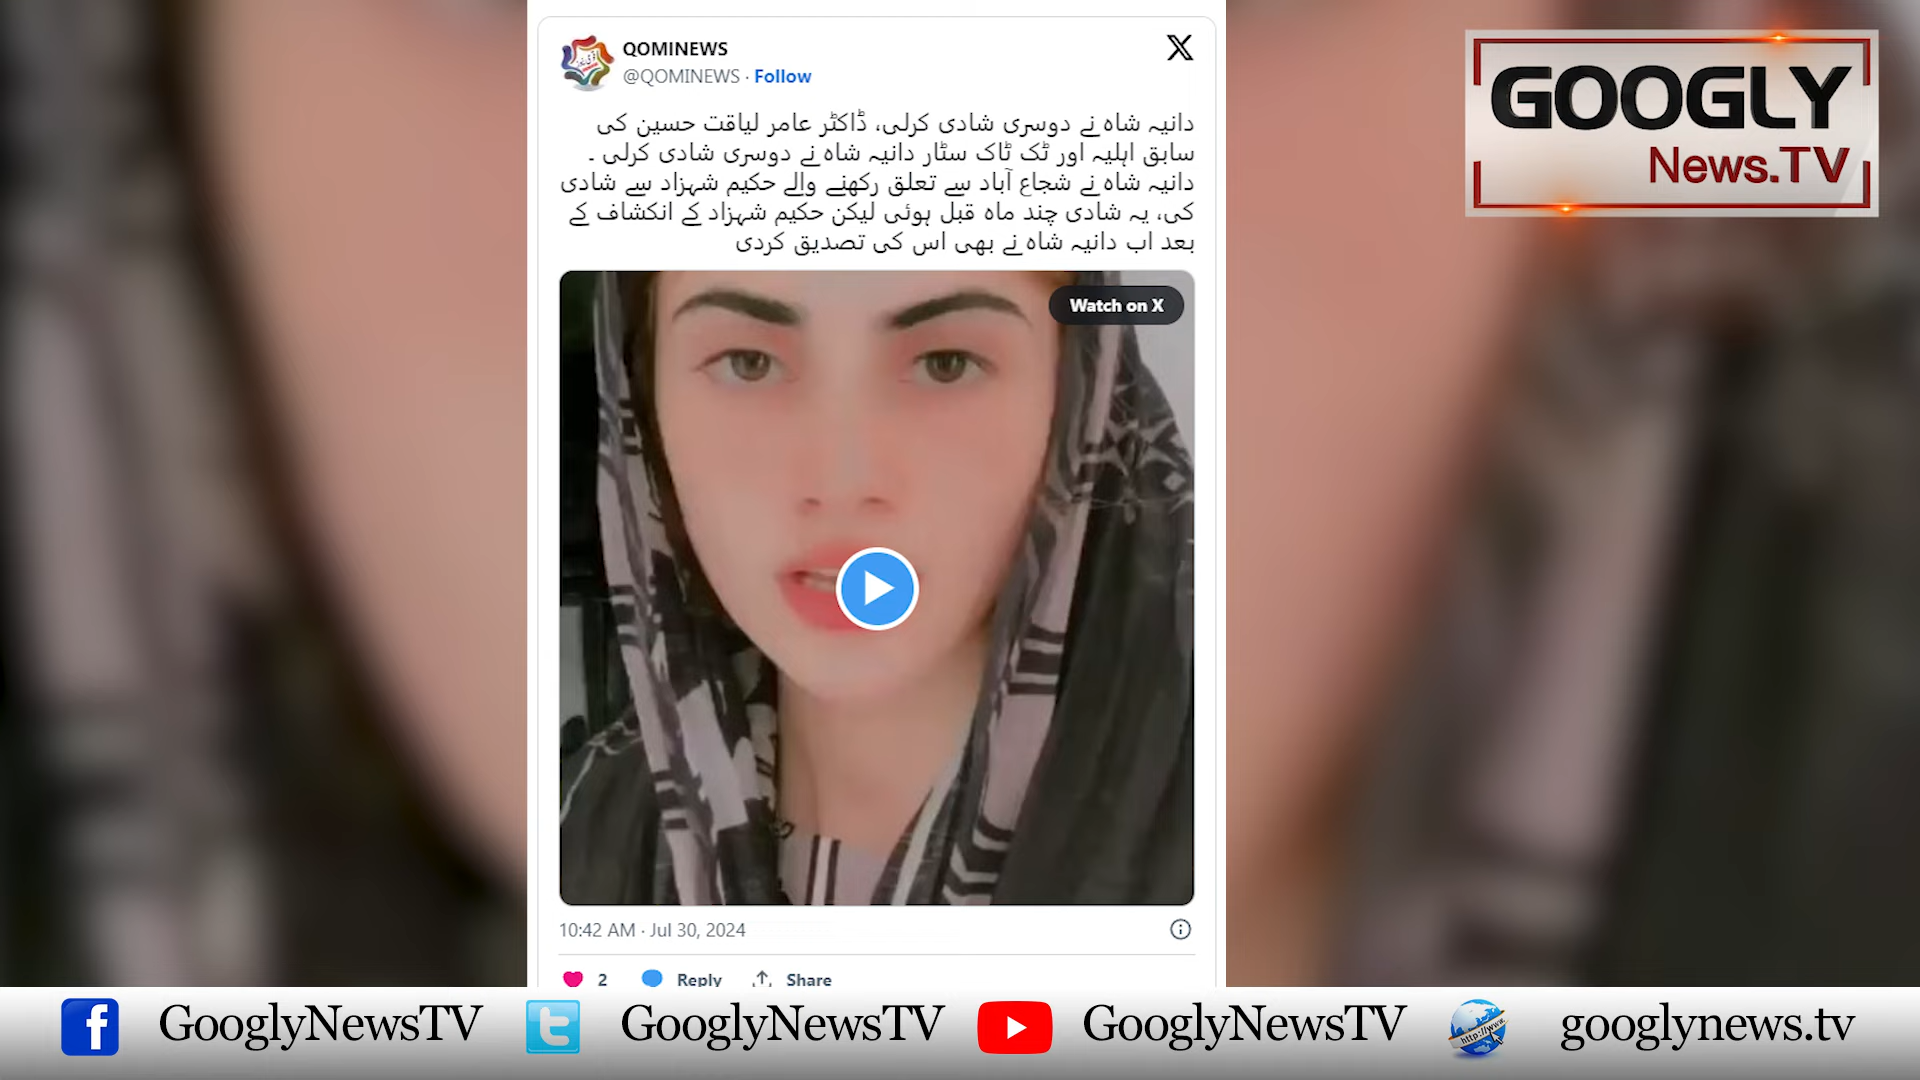 QOMINEWS
@QOMINEWS · Follow
دانیہ شاہ نے دوسری شادی کرلی، ڈاکٹر عامر لیاقت حسین کی
سابق اہلیہ اور ٹک ٹاک سٹار دانیہ شاہ نے دوسری شادی کرلی ۔
دانیہ شاہ نے شجاع آباد سے تعلق رکھنے والے حکیم شہزاد سے شادی
کی، یہ شادی چند ماہ قبل ہوئی لیکن حکیم شہزاد کے انکشاف کے
بعد اب دانیہ شاہ نے بھی اس کی تصدیق کردی
Watch on X
10:42 AM · Jul 30, 2024
2 Reply Share
GOOGLY
News.TV
GooglyNewsTV GooglyNewsTV GooglyNewsTV http://www. googlynews.tv